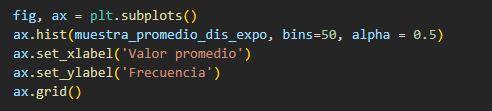 fig, ax = plt.subplots()
ax.hist(muestra_promedio_dis_expo, bins=50, alpha = 0.5)
ax.set_xlabel('Valor promedio')
ax.set_ylabel('Frecuencia')
ax.grid()